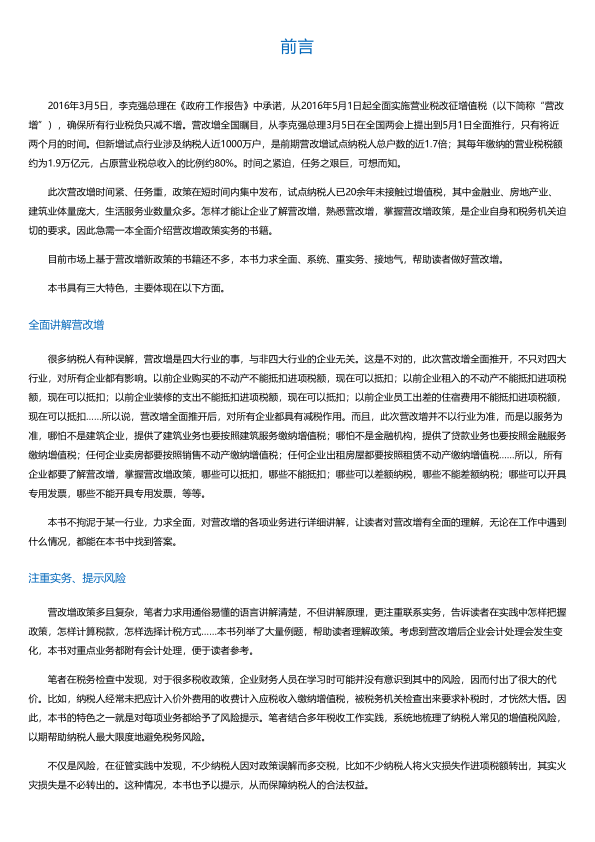 前言
2016年3月5日，李克强总理在《政府工作报告》中承诺，从2016年5月1日起全面实施营业税改征增值税（以下简称“营改
增”），确保所有行业税负只减不增。营改增全国瞩目，从李克强总理3月5日在全国两会上提出到5月1日全面推行，只有将近
两个月的时间。但新增试点行业涉及纳税人近1000万户，是前期营改增试点纳税人总户数的近1.7倍；其每年缴纳的营业税税额
约为1.9万亿元，占原营业税总收入的比例约80%。时间之紧迫，任务之艰巨，可想而知。
此次营改增时间紧、任务重，政策在短时间内集中发布，试点纳税人已20余年未接触过增值税，其中金融业、房地产业、
建筑业体量庞大，生活服务业数量众多。怎样才能让企业了解营改增，熟悉营改增，掌握营改增政策，是企业自身和税务机关迫
切的要求。因此急需一本全面介绍营改增政策实务的书籍。
目前市场上基于营改增新政策的书籍还不多，本书力求全面、系统、重实务、接地气，帮助读者做好营改增。
本书具有三大特色，主要体现在以下方面。
全面讲解营改增
很多纳税人有种误解，营改增是四大行业的事，与非四大行业的企业无关。这是不对的，此次营改增全面推开，不只对四大
行业，对所有企业都有影响。以前企业购买的不动产不能抵扣进项税额，现在可以抵扣；以前企业租入的不动产不能抵扣进项税
额，现在可以抵扣；以前企业装修的支出不能抵扣进项税额，现在可以抵扣；以前企业员工出差的住宿费用不能抵扣进项税额，
现在可以抵扣……所以说，营改增全面推开后，对所有企业都具有减税作用。而且，此次营改增并不以行业为准，而是以服务为
准，哪怕不是建筑企业，提供了建筑业务也要按照建筑服务缴纳增值税；哪怕不是金融机构，提供了贷款业务也要按照金融服务
缴纳增值税；任何企业卖房都要按照销售不动产缴纳增值税；任何企业出租房屋都要按照租赁不动产缴纳增值税……所以，所有
企业都要了解营改增，掌握营改增政策，哪些可以抵扣，哪些不能抵扣；哪些可以差额纳税，哪些不能差额纳税；哪些可以开具
专用发票，哪些不能开具专用发票，等等。
本书不拘泥于某一行业，力求全面，对营改增的各项业务进行详细讲解，让读者对营改增有全面的理解，无论在工作中遇到
什么情况，都能在本书中找到答案。
注重实务、提示风险
营改增政策多且复杂，笔者力求用通俗易懂的语言讲解清楚，不但讲解原理，更注重联系实务，告诉读者在实践中怎样把握
政策，怎样计算税款，怎样选择计税方式……本书列举了大量例题，帮助读者理解政策。考虑到营改增后企业会计处理会发生变
化，本书对重点业务都附有会计处理，便于读者参考。
笔者在税务检查中发现，对于很多税收政策，企业财务人员在学习时可能并没有意识到其中的风险，因而付出了很大的代
价。比如，纳税人经常未把应计入价外费用的收费计入应税收入缴纳增值税，被税务机关检查出来要求补税时，才恍然大悟。因
此，本书的特色之一就是对每项业务都给予了风险提示。笔者结合多年税收工作实践，系统地梳理了纳税人常见的增值税风险，
以期帮助纳税人最大限度地避免税务风险。
不仅是风险，在征管实践中发现，不少纳税人因对政策误解而多交税，比如不少纳税人将火灾损失作进项税额转出，其实火
灾损失是不必转出的。这种情况，本书也予以提示，从而保障纳税人的合法权益。